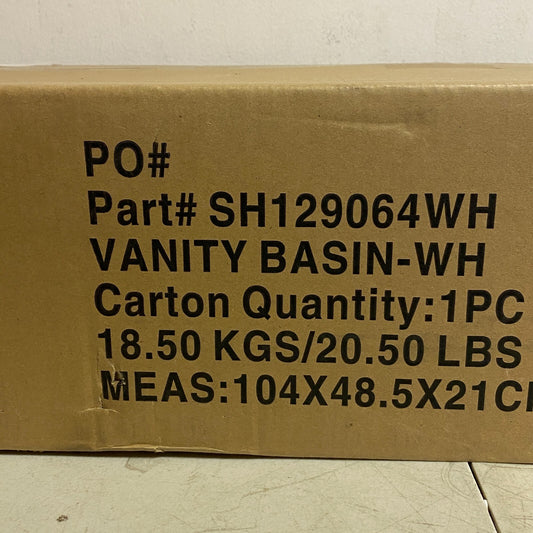 PO#
Part# SH129064WH
VANITY BASIN-WH
Carton Quantity:1PC
18.50 KGS/20.50 LBS
MEAS:104X48.5X21C